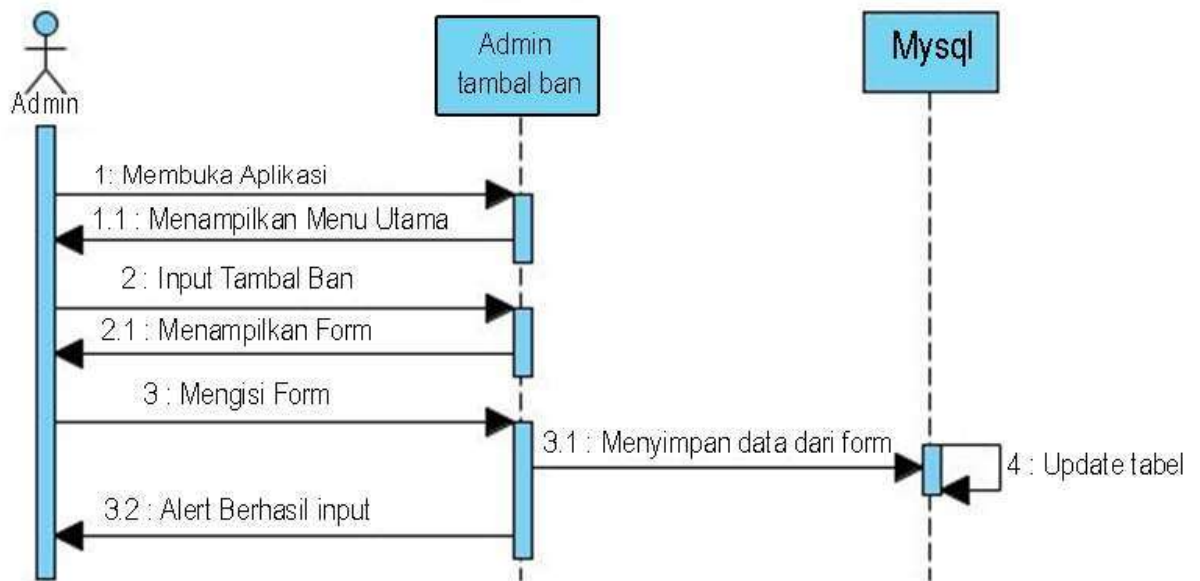 Admin
Admin
tambal ban
Mysql
1: Membuka Aplikasi
1.1 : Menampilkan Menu Utama
2 : Input Tambal Ban
2.1 : Menampilkan Form
3 : Mengisi Form
3.1 : Menyimpan data dari form
4 : Update tabel
3.2 : Alert Berhasil input